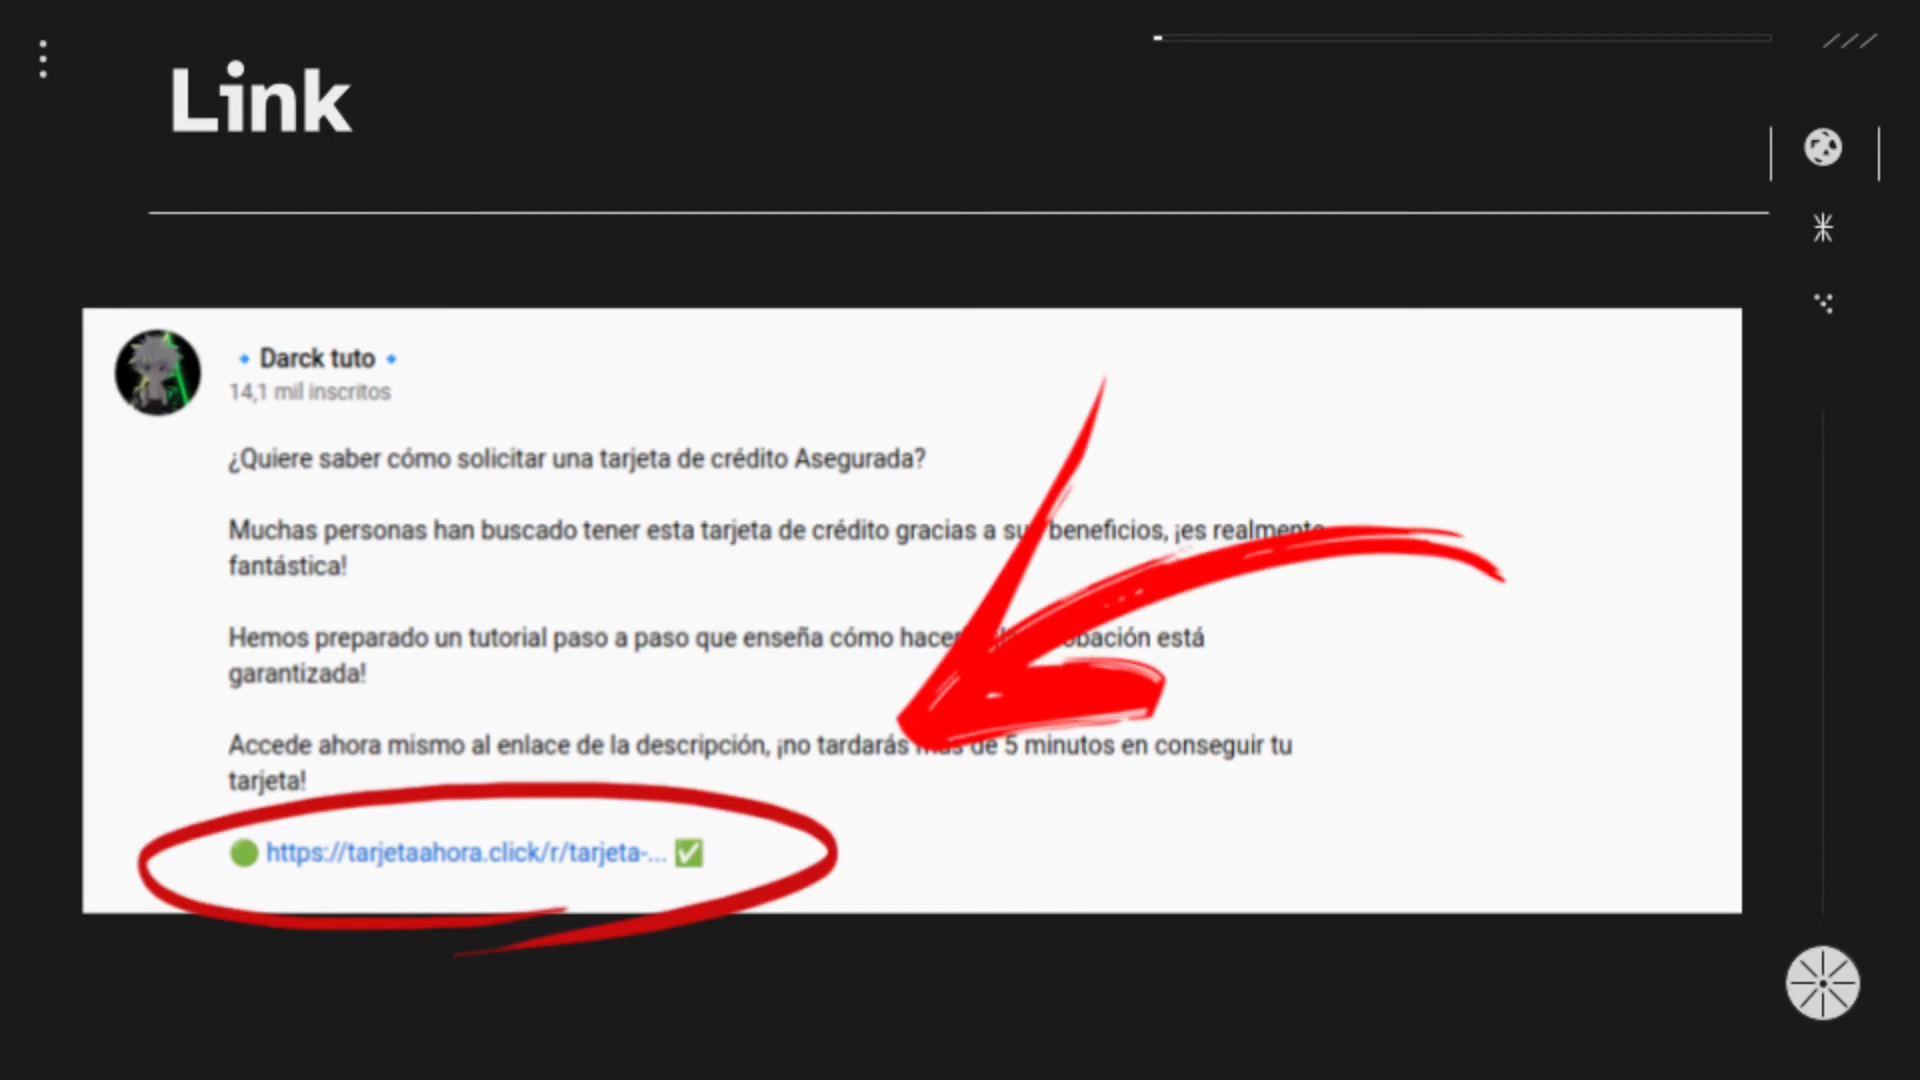 Link
Darck tuto
14,1 mil inscritos
¿Quiere saber cómo solicitar una tarjeta de crédito Asegurada?
Muchas personas han buscado tener esta tarjeta de crédito gracias a beneficios, ¡es realmente
fantástica!
Hemos preparado un tutorial paso a paso que enseña cómo está
garantizada!
Accede ahora mismo al enlace de la descripción, ¡no tardarás de 5 minutos en conseguir tu
tarjeta!
https://tarjetaahora.click/r/tarjeta-...